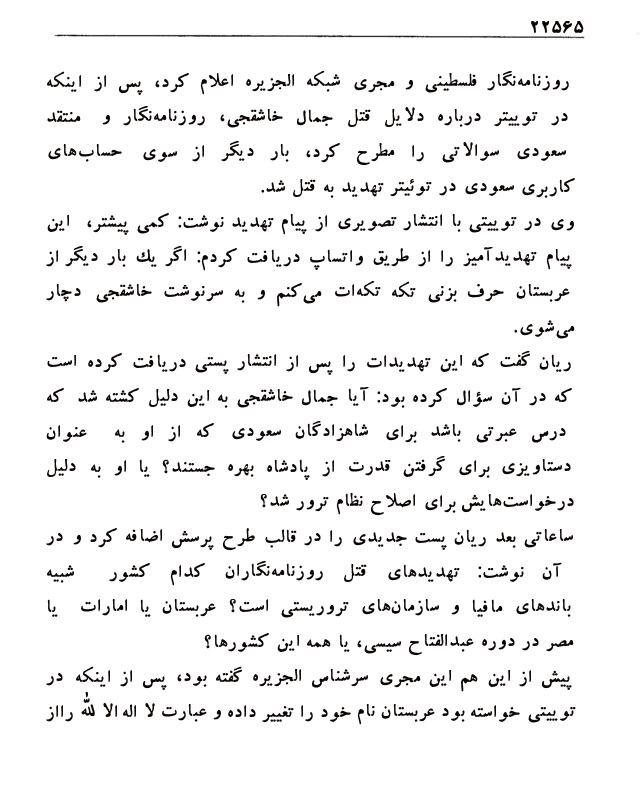 ۲۲۵۶۵
روزنامه‌نگار فلسطینی و مجری شبکه الجزیره اعلام کرد، پس از اینکه
در توییتر درباره دلایل قتل جمال خاشقجی، روزنامه‌نگار و منتقد
سعودی سوالاتی را مطرح کرد، بار دیگر از سوی حساب‌های
کاربری سعودی در توئیتر تهدید به قتل شد.
وی در توییتی با انتشار تصویری از پیام تهدید نوشت: کمی پیشتر، این
پیام تهدیدآمیز را از طریق واتساپ دریافت کردم: اگر یك بار دیگر از
عربستان حرف بزنی تکه تکه‌ات می‌کنم و به سرنوشت خاشقجی دچار
می‌شوی.
ریان گفت که این تهدیدات را پس از انتشار پستی دریافت کرده است
که در آن سؤال کرده بود: آیا جمال خاشقجی به این دلیل کشته شد که
درس عبرتی باشد برای شاهزادگان سعودی که از او به عنوان
دستاویزی برای گرفتن قدرت از پادشاه بهره جستند؟ یا او به دلیل
درخواست‌هایش برای اصلاح نظام ترور شد؟
ساعاتی بعد ریان پست جدیدی را در قالب طرح پرسش اضافه کرد و در
آن نوشت: تهدیدهای قتل روزنامه‌نگاران کدام کشور شبیه
باندهای مافیا و سازمان‌های تروریستی است؟ عربستان یا امارات یا
مصر در دوره عبدالفتاح سیسی، یا همه این کشورها؟
پیش از این هم این مجری سرشناس الجزیره گفته بود، پس از اینکه در
توییتی خواسته بود عربستان نام خود را تغییر داده و عبارت لا اله الا لله رااز